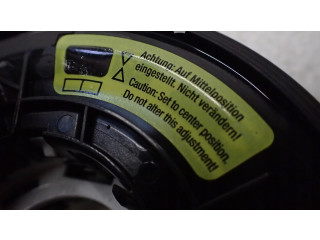 Achtung: Auf Mittelposition
eingestellt. Nicht verändern!
Caution: Set to center position.
Do not alter this adjustment!